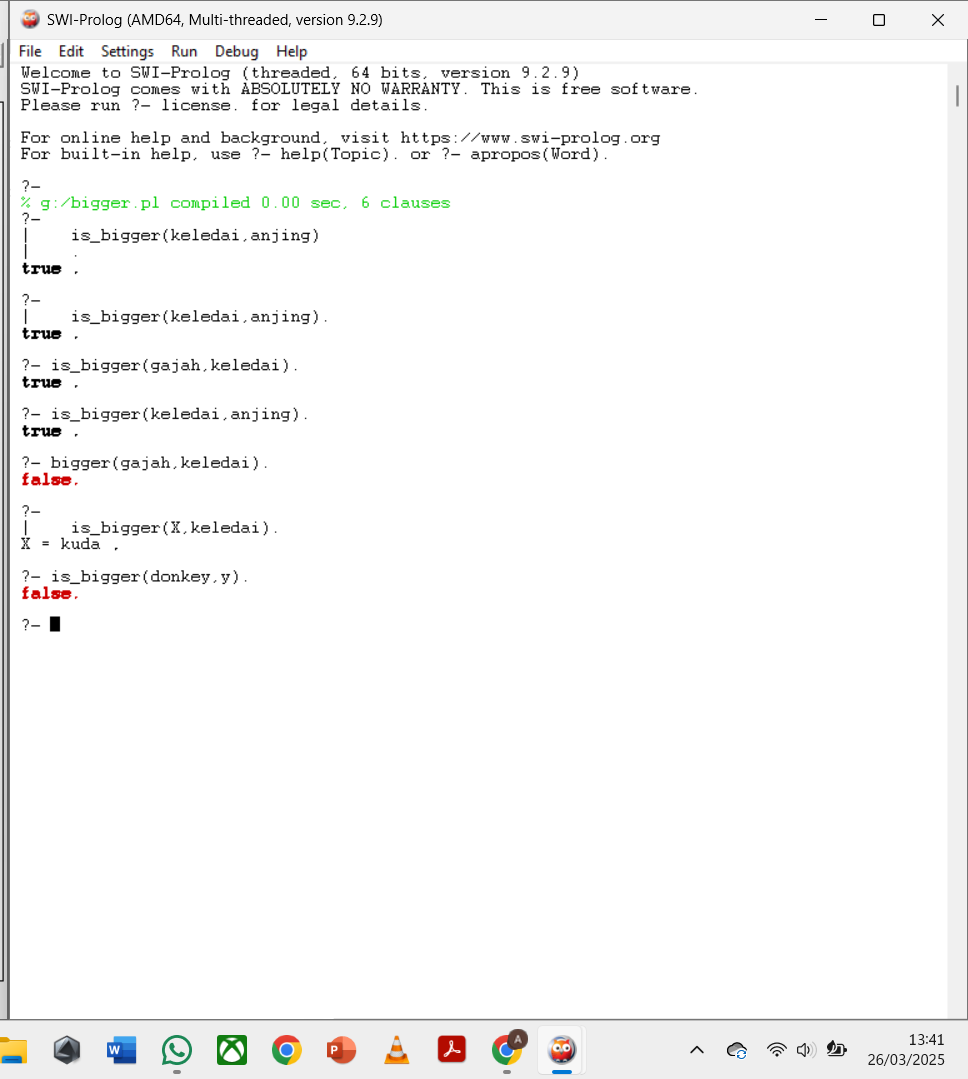 SWI-Prolog (AMD64, Multi-threaded, version 9.2.9)
File Edit Settings Run Debug Help
Welcome to SWI-Prolog (threaded, 64 bits, version 9.2.9)
SWI-Prolog comes with ABSOLUTELY NO WARRANTY. This is free software.
Please run ?- license. for legal details.
For online help and background, visit https://www.swi-prolog.org
For built-in help, use ?- help(Topic). or ?- apropos(Word).
?-
% g:/bigger.pl compiled 0.00 sec, 6 clauses
?-
|    is_bigger(keledai,anjing)
|    .
true .
?-
|    is_bigger(keledai,anjing).
true .
?- is_bigger(gajah,keledai).
true .
?- is_bigger(keledai,anjing).
true .
?- bigger(gajah,keledai).
false.
?-
|    is_bigger(X,keledai).
X = kuda .
?- is_bigger(donkey,y).
false.
?-
W
P
A
13:41
26/03/2025